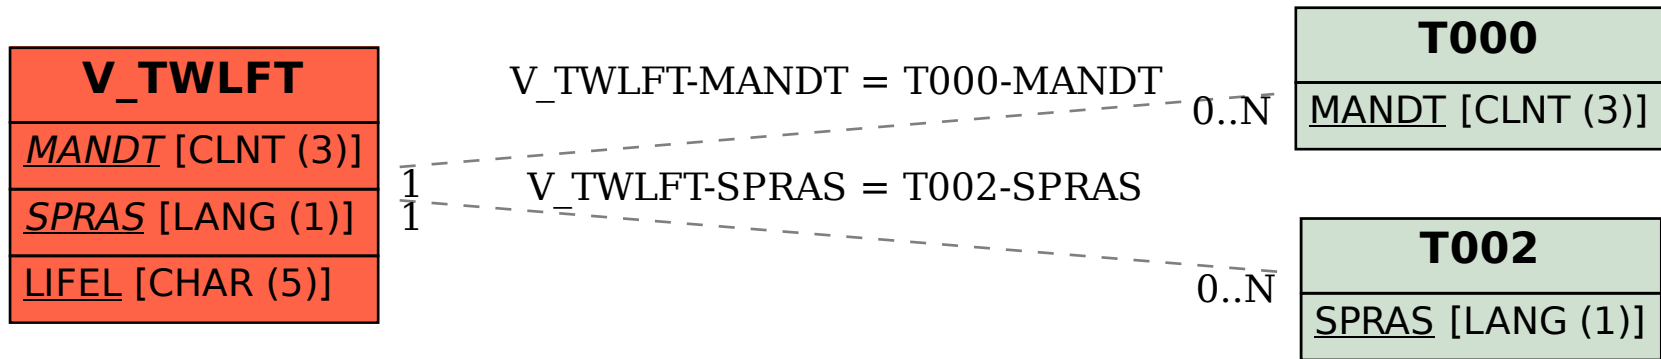 V_TWLFT
MANDT [CLNT (3)]
SPRAS [LANG (1)]
LIFEL [CHAR (5)]
V_TWLFT-MANDT = T000-MANDT
1
0..N
V_TWLFT-SPRAS = T002-SPRAS
1
0..N
T000
MANDT [CLNT (3)]
T002
SPRAS [LANG (1)]